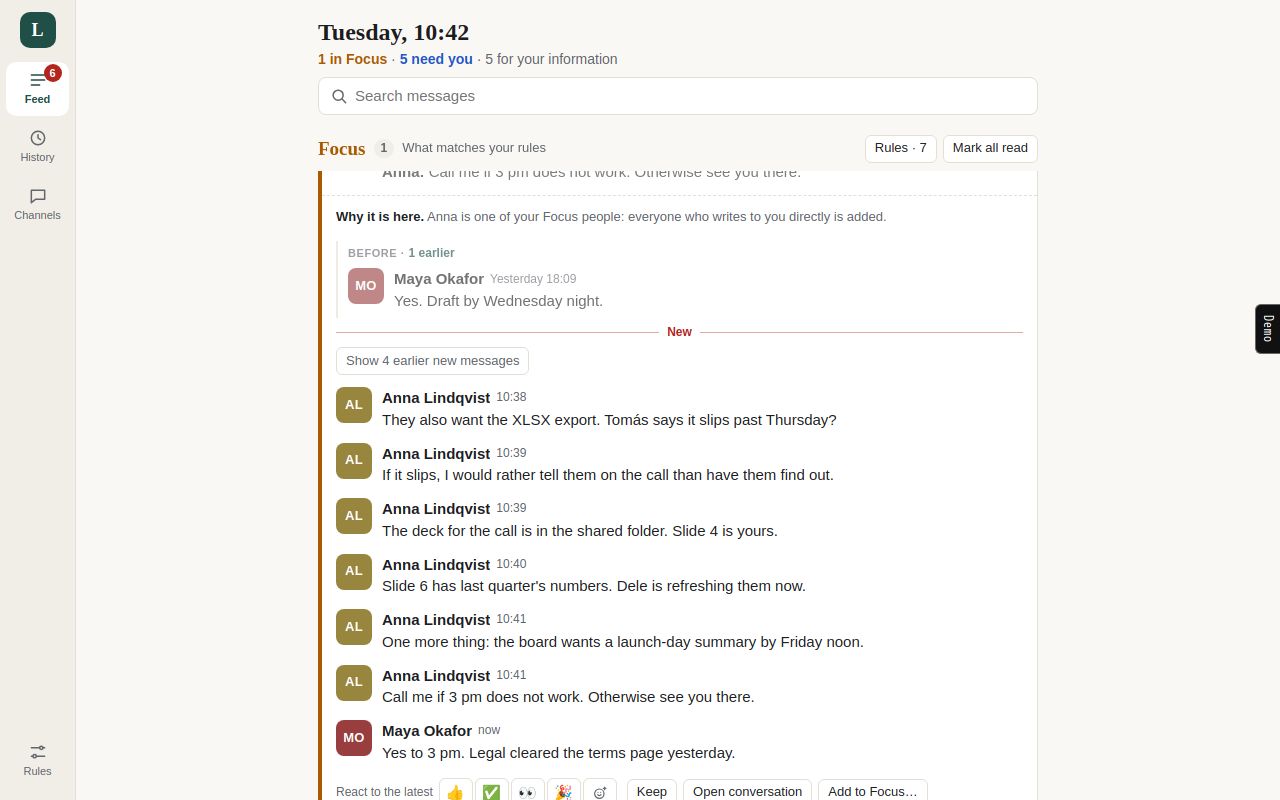 L
Tuesday, 10:42
1 in Focus · 5 need you · 5 for your information
Search messages
6
Feed
History
Channels
Rules
Focus 1 What matches your rules
Rules · 7
Mark all read
Anna. Call me if 3 pm does not work. Otherwise see you there.
Why it is here. Anna is one of your Focus people: everyone who writes to you directly is added.
BEFORE · 1 earlier
MO
Maya Okafor Yesterday 18:09
Yes. Draft by Wednesday night.
New
Show 4 earlier new messages
AL
Anna Lindqvist 10:38
They also want the XLSX export. Tomás says it slips past Thursday?
AL
Anna Lindqvist 10:39
If it slips, I would rather tell them on the call than have them find out.
AL
Anna Lindqvist 10:39
The deck for the call is in the shared folder. Slide 4 is yours.
AL
Anna Lindqvist 10:40
Slide 6 has last quarter's numbers. Dele is refreshing them now.
AL
Anna Lindqvist 10:41
One more thing: the board wants a launch-day summary by Friday noon.
AL
Anna Lindqvist 10:41
Call me if 3 pm does not work. Otherwise see you there.
MO
Maya Okafor now
Yes to 3 pm. Legal cleared the terms page yesterday.
React to the latest
Keep
Open conversation
Add to Focus…
Demo